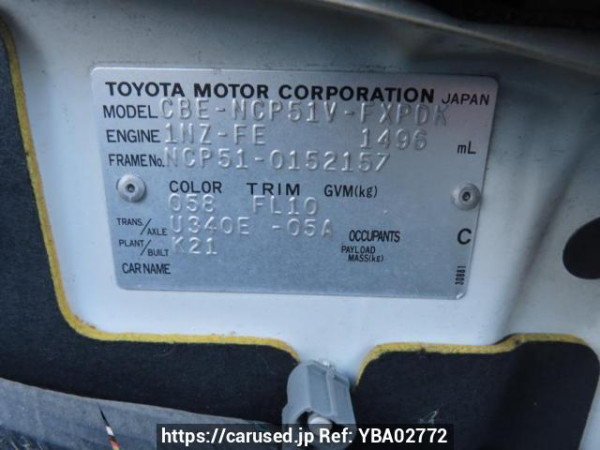 TOYOTA MOTOR CORPORATION JAPAN
MODEL CBE-NCP51V-FXPDK
ENGINE 1NZ-FE 1496 mL
FRAME No. NCP51-0152157
COLOR TRIM GVM(kg)
058 FL10
TRANS/AXLE U340E -05A OCCUPANTS C
PLANT/BUILT K21 PAYLOAD MASS(kg)
CAR NAME
30881
https://carused.jp Ref: YBA02772